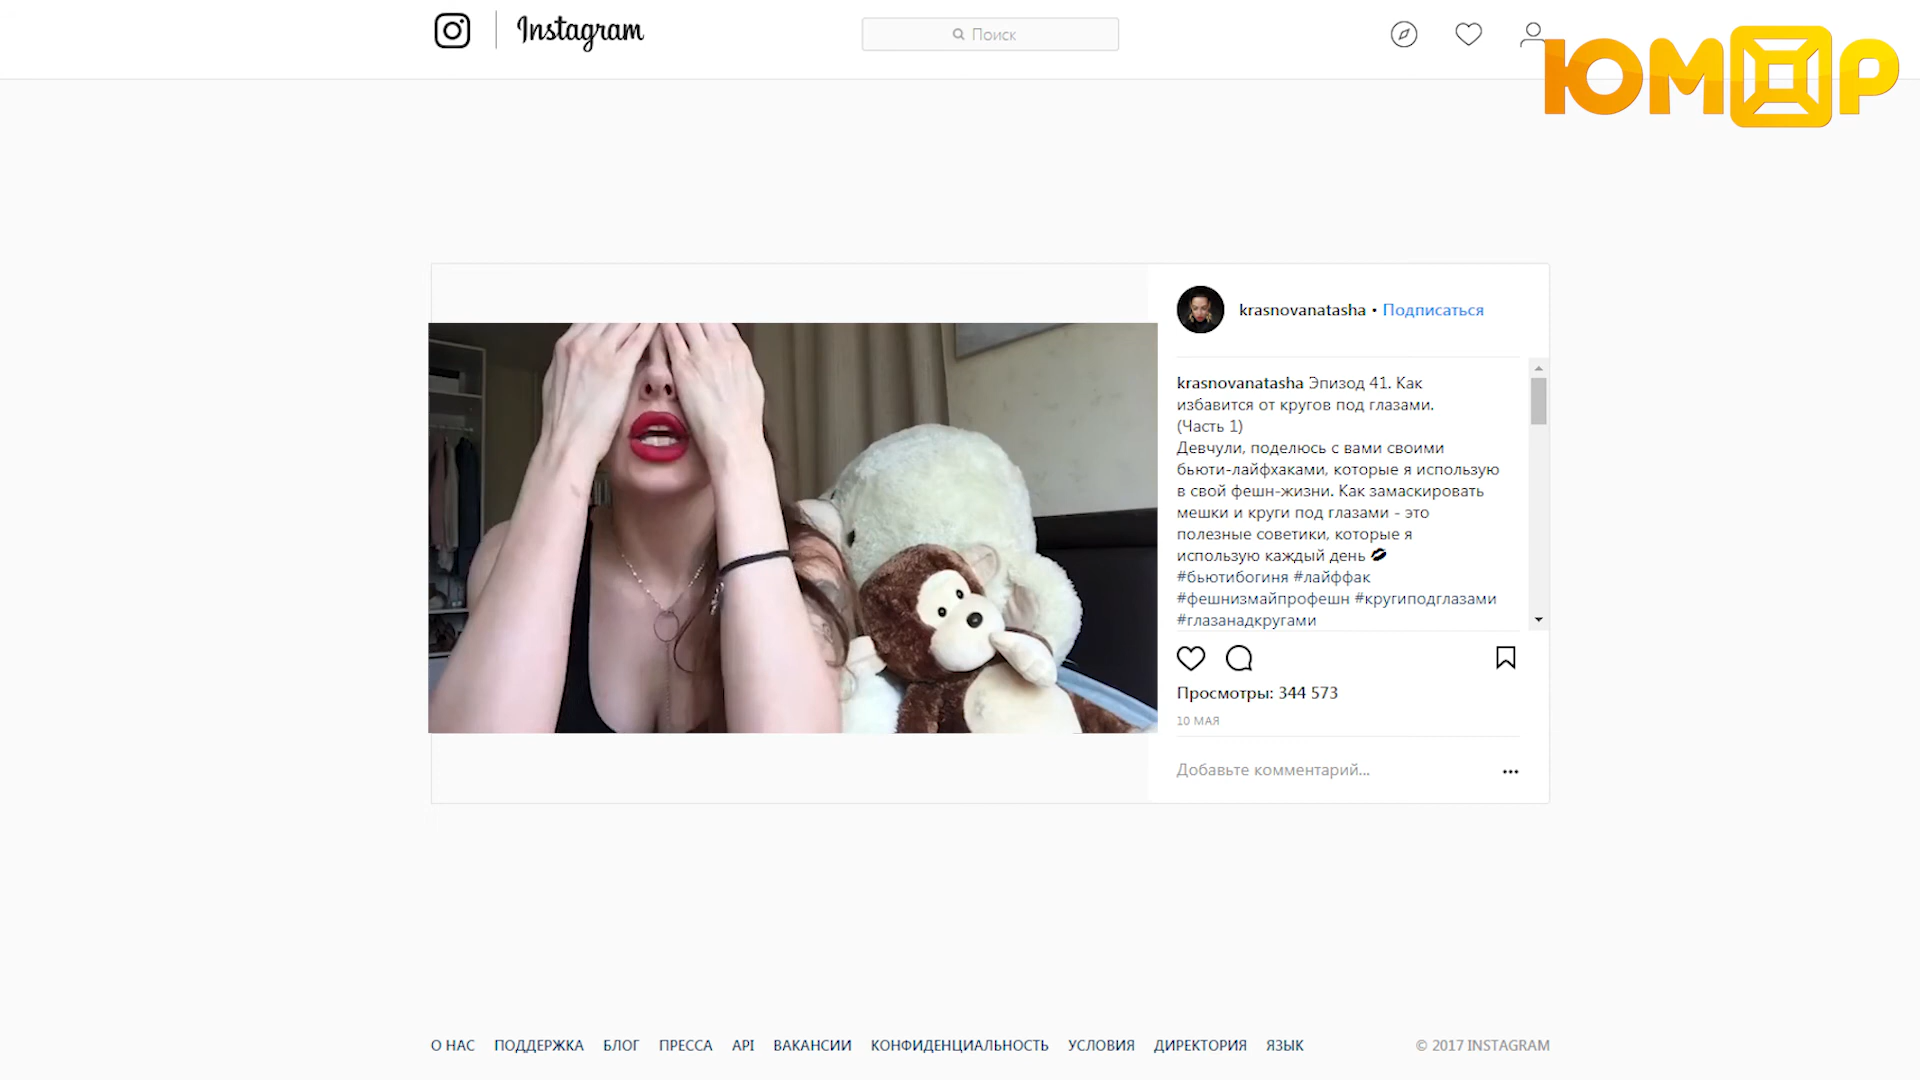 Instagram
Поиск
ЮМОР
krasnovanatasha • Подписаться
krasnovanatasha Эпизод 41. Как
избавится от кругов под глазами.
(Часть 1)
Девчули, поделюсь с вами своими
бьюти-лайфхаками, которые я использую
в свой фешн-жизни. Как замаскировать
мешки и круги под глазами - это
полезные советики, которые я
использую каждый день 💋
#бьютибогиня #лайффак
#фешнизмайпрофешн #кругиподглазами
#глазанадкругами
Просмотры: 344 573
10 МАЯ
Добавьте комментарий...
О НАС ПОДДЕРЖКА БЛОГ ПРЕССА API ВАКАНСИИ КОНФИДЕНЦИАЛЬНОСТЬ УСЛОВИЯ ДИРЕКТОРИЯ ЯЗЫК © 2017 INSTAGRAM